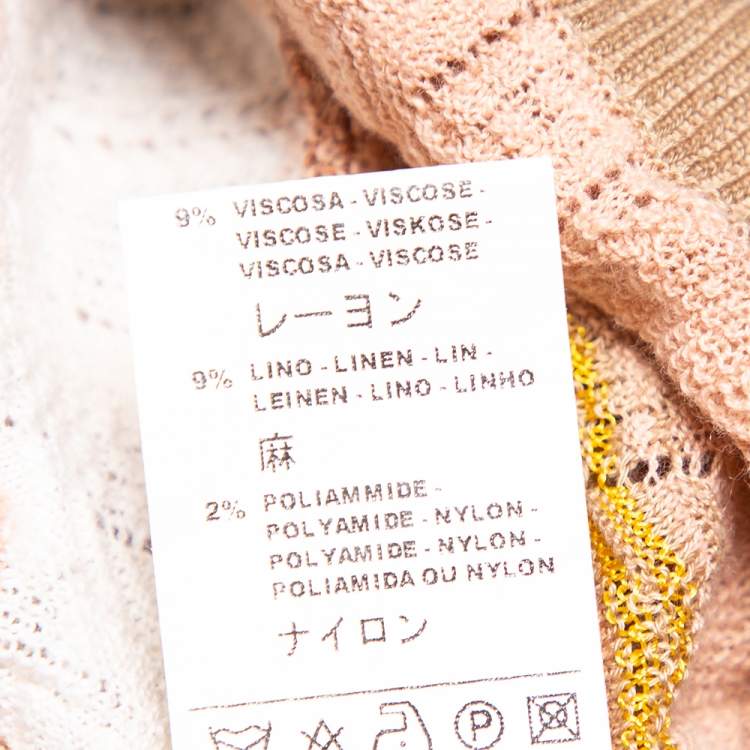 9% VISCOSA - VISCOSE -
VISCOSE - VISKOSE -
VISCOSA - VISCOSE
レーヨン
9% LINO - LINEN - LIN -
LEINEN - LINO - LINHO
麻
2% POLIAMMIDE -
POLYAMIDE - NYLON -
POLYAMIDE - NYLON -
POLIAMIDA OU NYLON
ナイロン
P